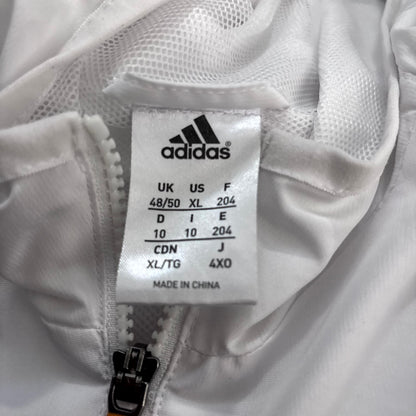 adidas®
UK US F
48/50 XL 204
D I E
10 10 204
CDN J
XL/TG 4XO
MADE IN CHINA